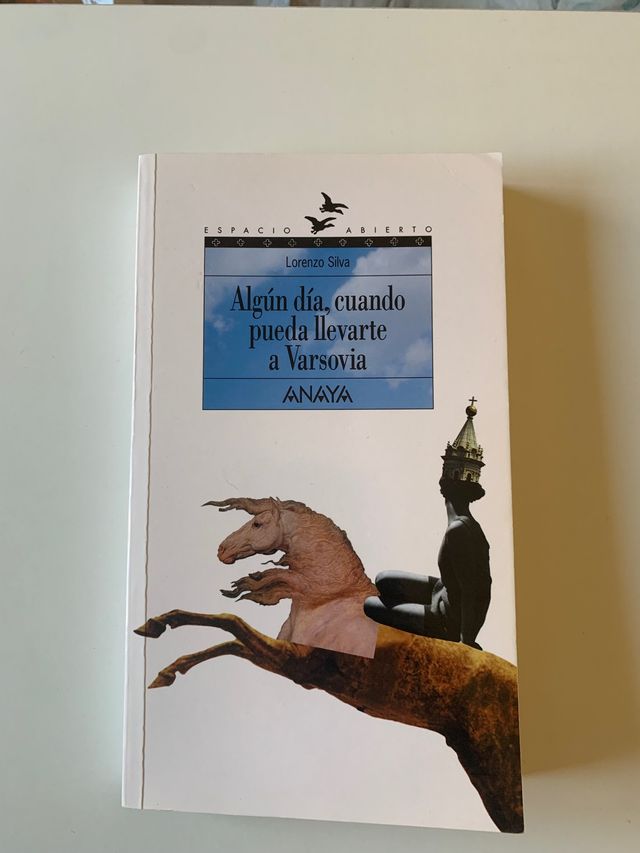 ESPACIO ABIERTO
Lorenzo Silva
Algún día, cuando
pueda llevarte
a Varsovia
ANAYA